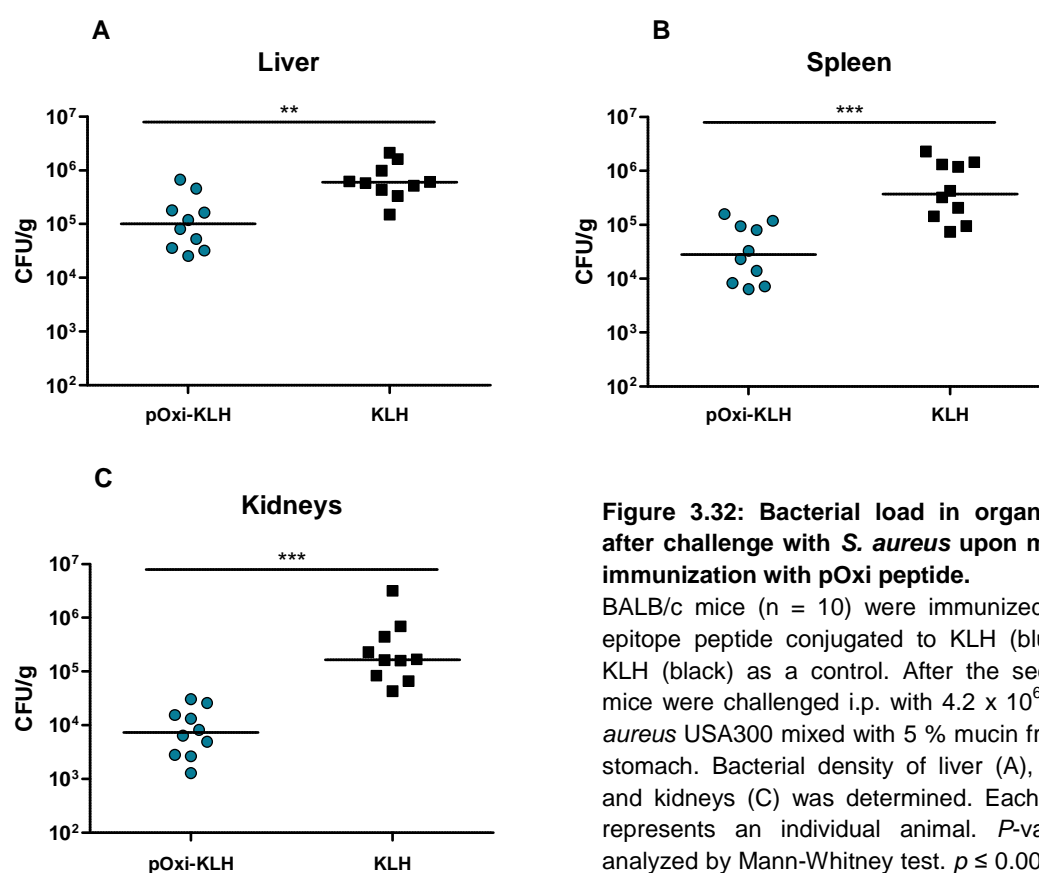 A
Liver
**
10⁷
10⁶
10⁵
10⁴
10³
10²
CFU/g
pOxi-KLH KLH
B
Spleen
***
10⁷
10⁶
10⁵
10⁴
10³
10²
CFU/g
pOxi-KLH KLH
C
Kidneys
***
10⁷
10⁶
10⁵
10⁴
10³
10²
CFU/g
pOxi-KLH KLH
Figure 3.32: Bacterial load in organ
after challenge with S. aureus upon
immunization with pOxi peptide.
BALB/c mice (n = 10) were immunized
epitope peptide conjugated to KLH
KLH (black) as a control. After the
mice were challenged i.p. with 4.2 x 10⁶
aureus USA300 mixed with 5 % mucin
stomach. Bacterial density of liver (A),
and kidneys (C) was determined. Each
represents an individual animal.
analyzed by Mann-Whitney test. p ≤ 0.00